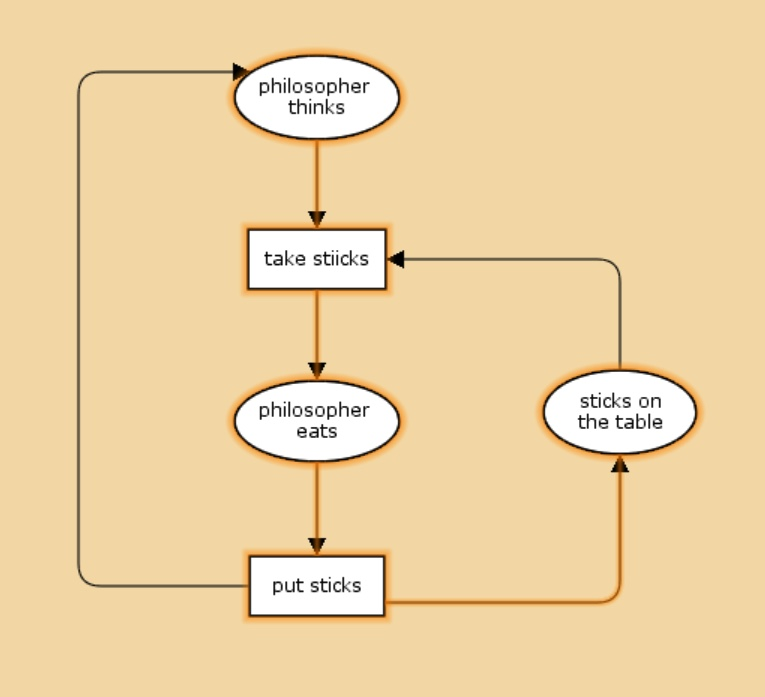 philosopher
thinks
take stiicks
philosopher
eats
sticks on
the table
put sticks